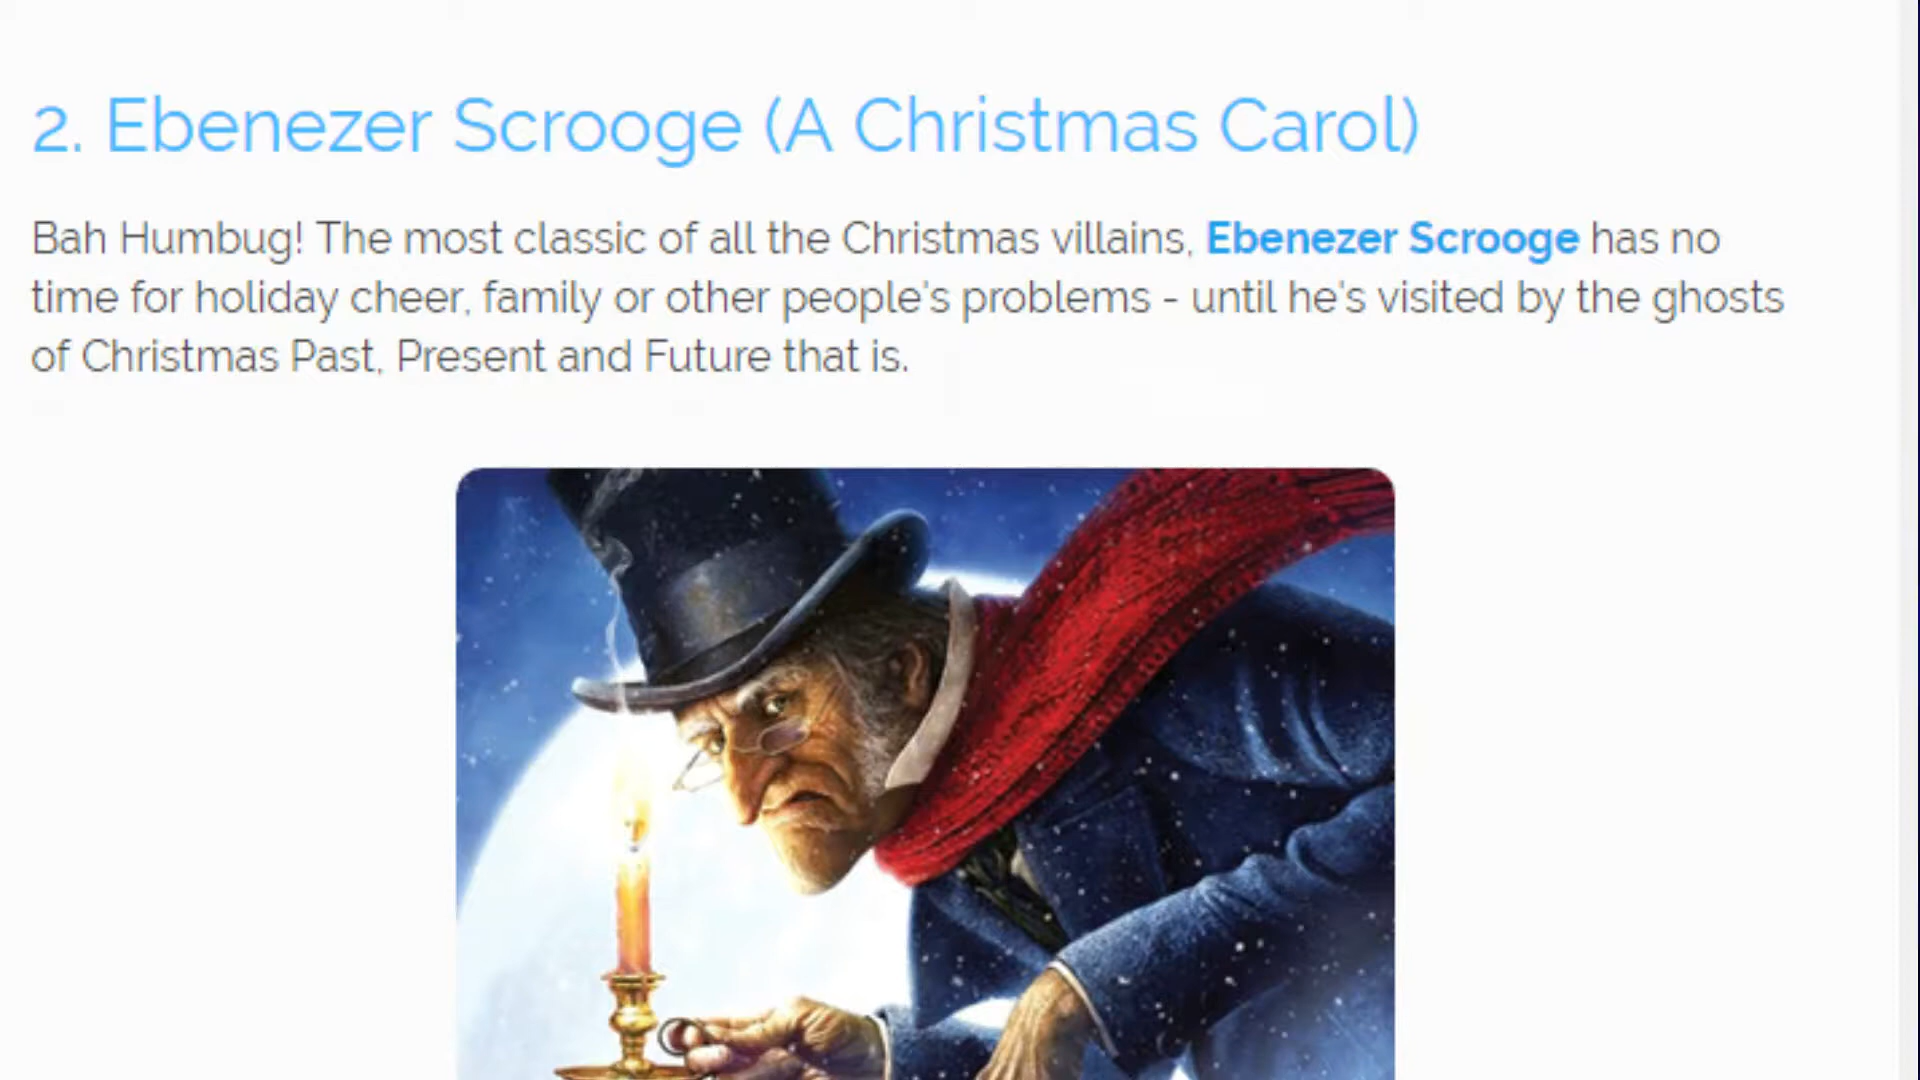 2. Ebenezer Scrooge (A Christmas Carol)
Bah Humbug! The most classic of all the Christmas villains, Ebenezer Scrooge has no
time for holiday cheer, family or other people's problems - until he's visited by the ghosts
of Christmas Past, Present and Future that is.